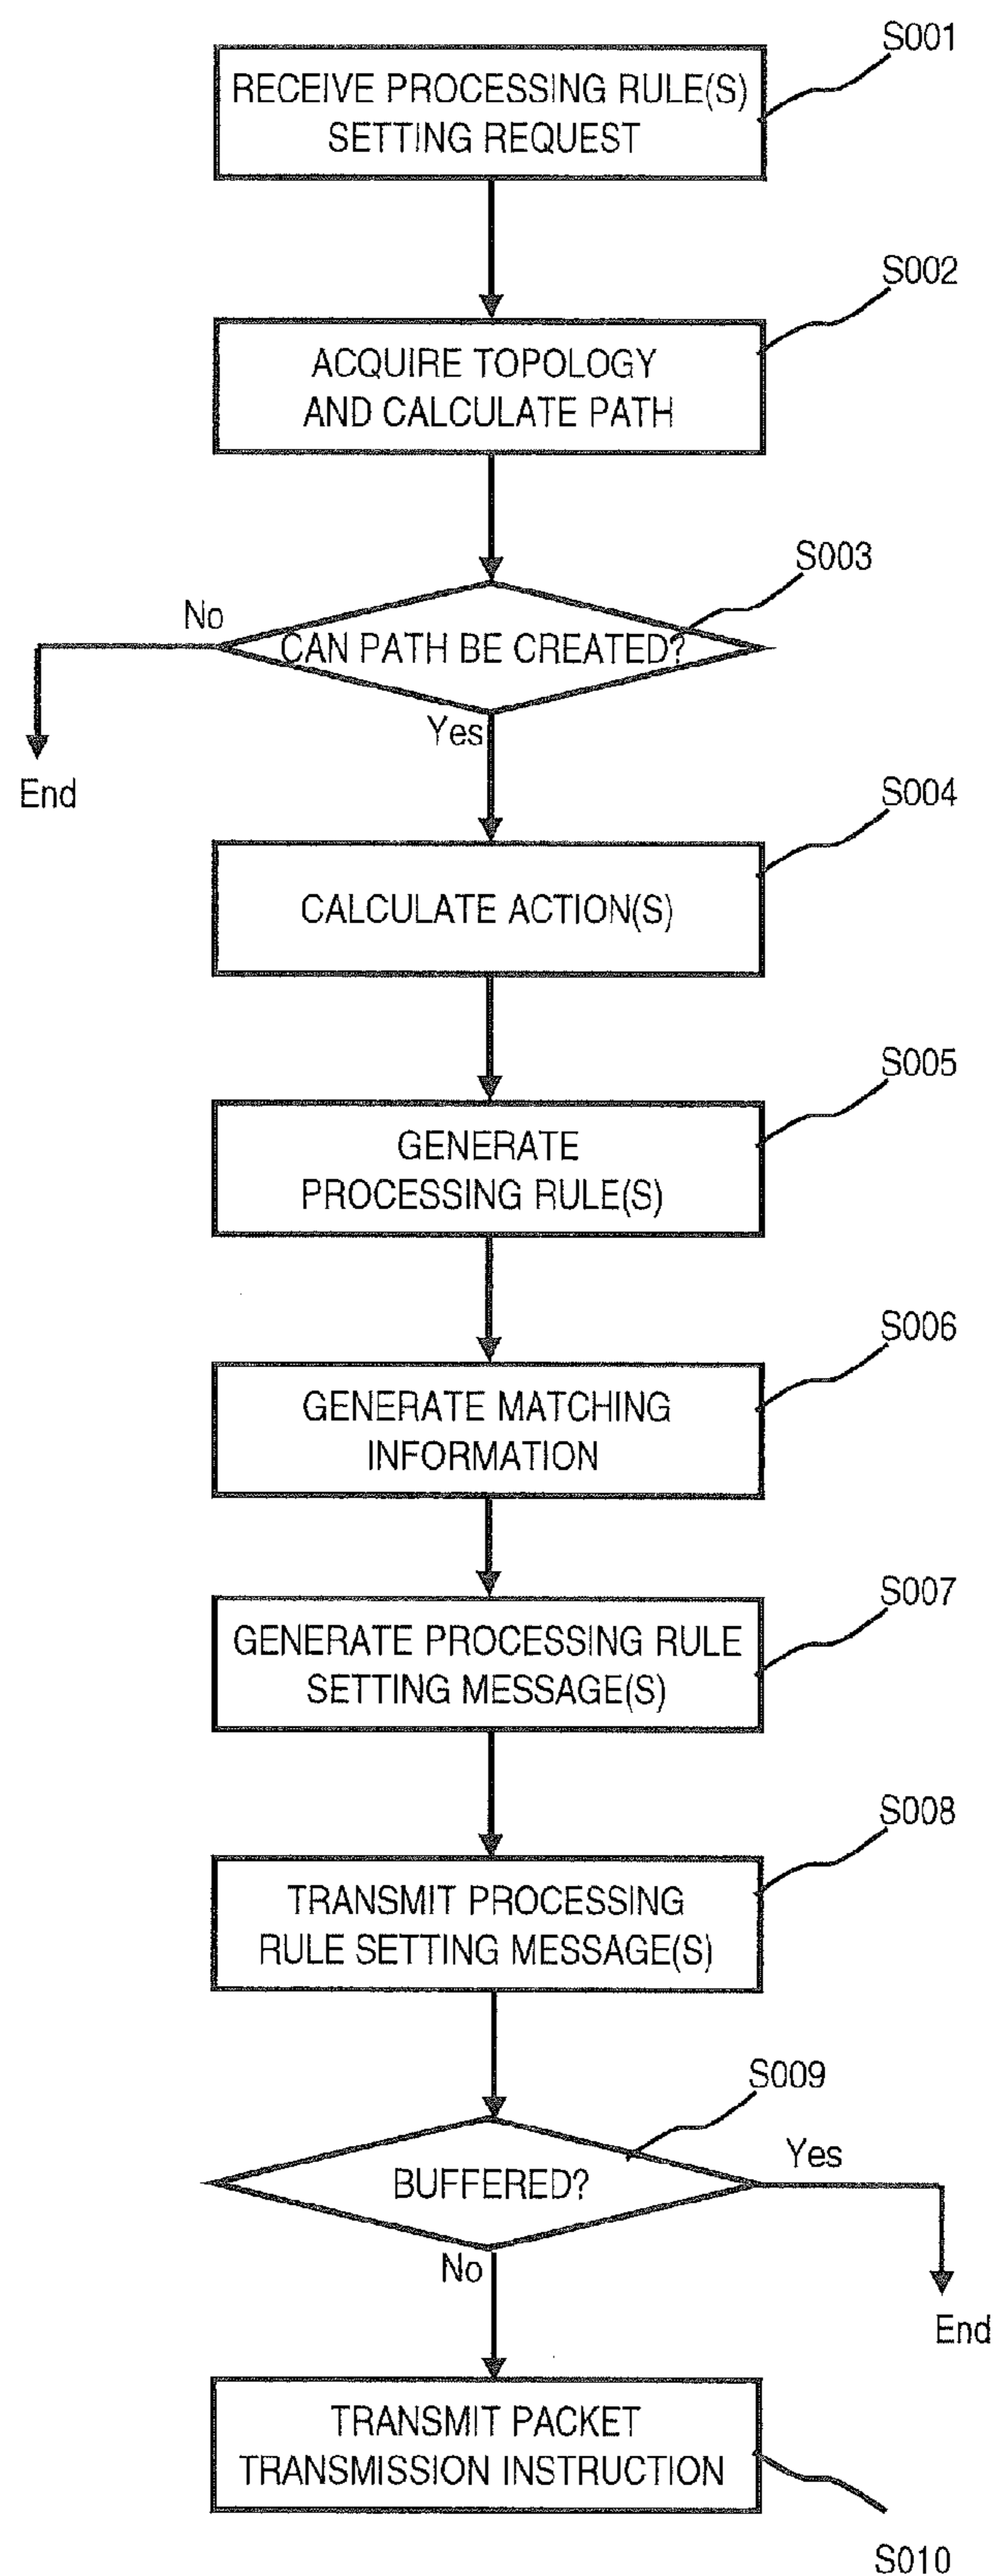 S001
RECEIVE PROCESSING RULE(S)
SETTING REQUEST
S002
ACQUIRE TOPOLOGY
AND CALCULATE PATH
S003
No
CAN PATH BE CREATED?
Yes
End
S004
CALCULATE ACTION(S)
S005
GENERATE
PROCESSING RULE(S)
S006
GENERATE MATCHING
INFORMATION
S007
GENERATE PROCESSING RULE
SETTING MESSAGE(S)
S008
TRANSMIT PROCESSING
RULE SETTING MESSAGE(S)
S009
Yes
BUFFERED?
No
End
TRANSMIT PACKET
TRANSMISSION INSTRUCTION
S010